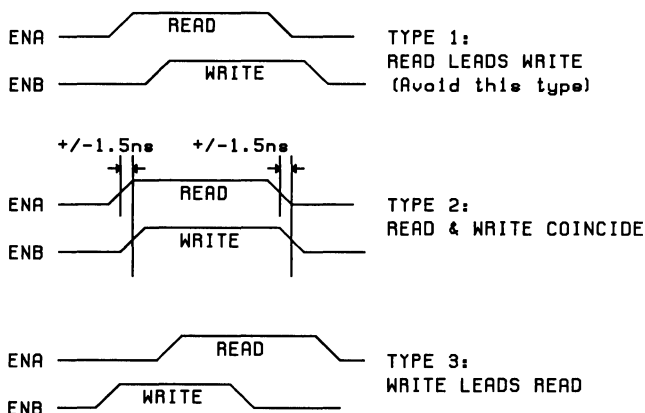 READ
ENA
TYPE 1:
READ LEADS WRITE
WRITE
ENB
(Avoid this type)
+/-1.5ns +/-1.5ns
READ
ENA
TYPE 2:
READ & WRITE COINCIDE
WRITE
ENB
READ
ENA
TYPE 3:
WRITE LEADS READ
WRITE
ENB